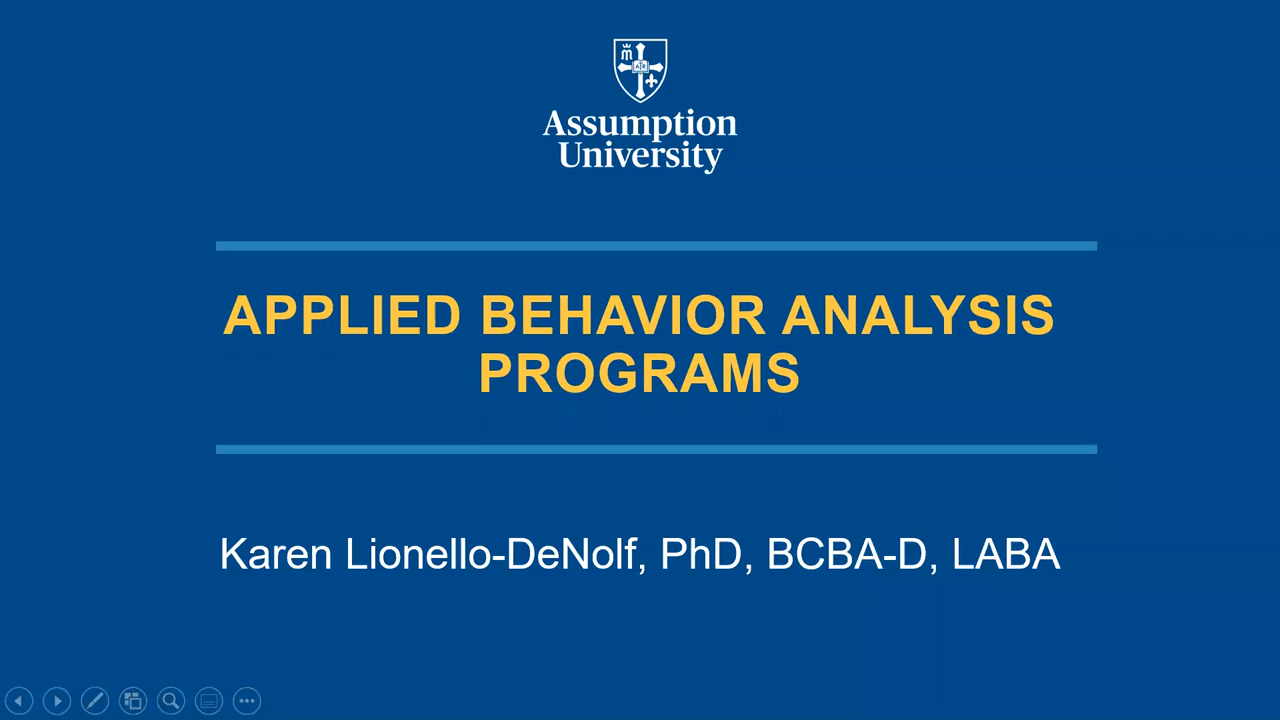 Assumption
University
APPLIED BEHAVIOR ANALYSIS
PROGRAMS
Karen Lionello-DeNolf, PhD, BCBA-D, LABA